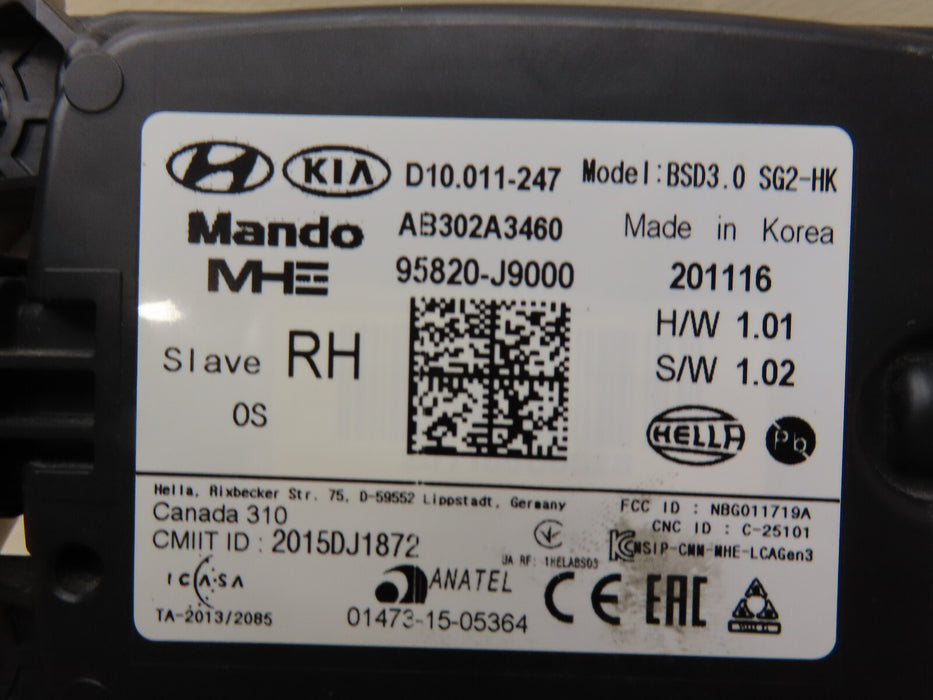 KIA D10.011-247 Model:BSD3.0 SG2-HK
Mando AB302A3460 Made in Korea
MHE 95820-J9000 201116
H/W 1.01
Slave RH S/W 1.02
OS HELLA Pb
Hella, Rixbecker Str. 75, D-59552 Lippstadt, Germany FCC ID : NBG011719A
Canada 310 CNC ID : C-25101
CMIIT ID : 2015DJ1872 MSIP-CMM-MHE-LCAGen3
UA RF: 1HELABSD3
ICASA ANATEL CE EAC
TA-2013/2085 01473-15-05364